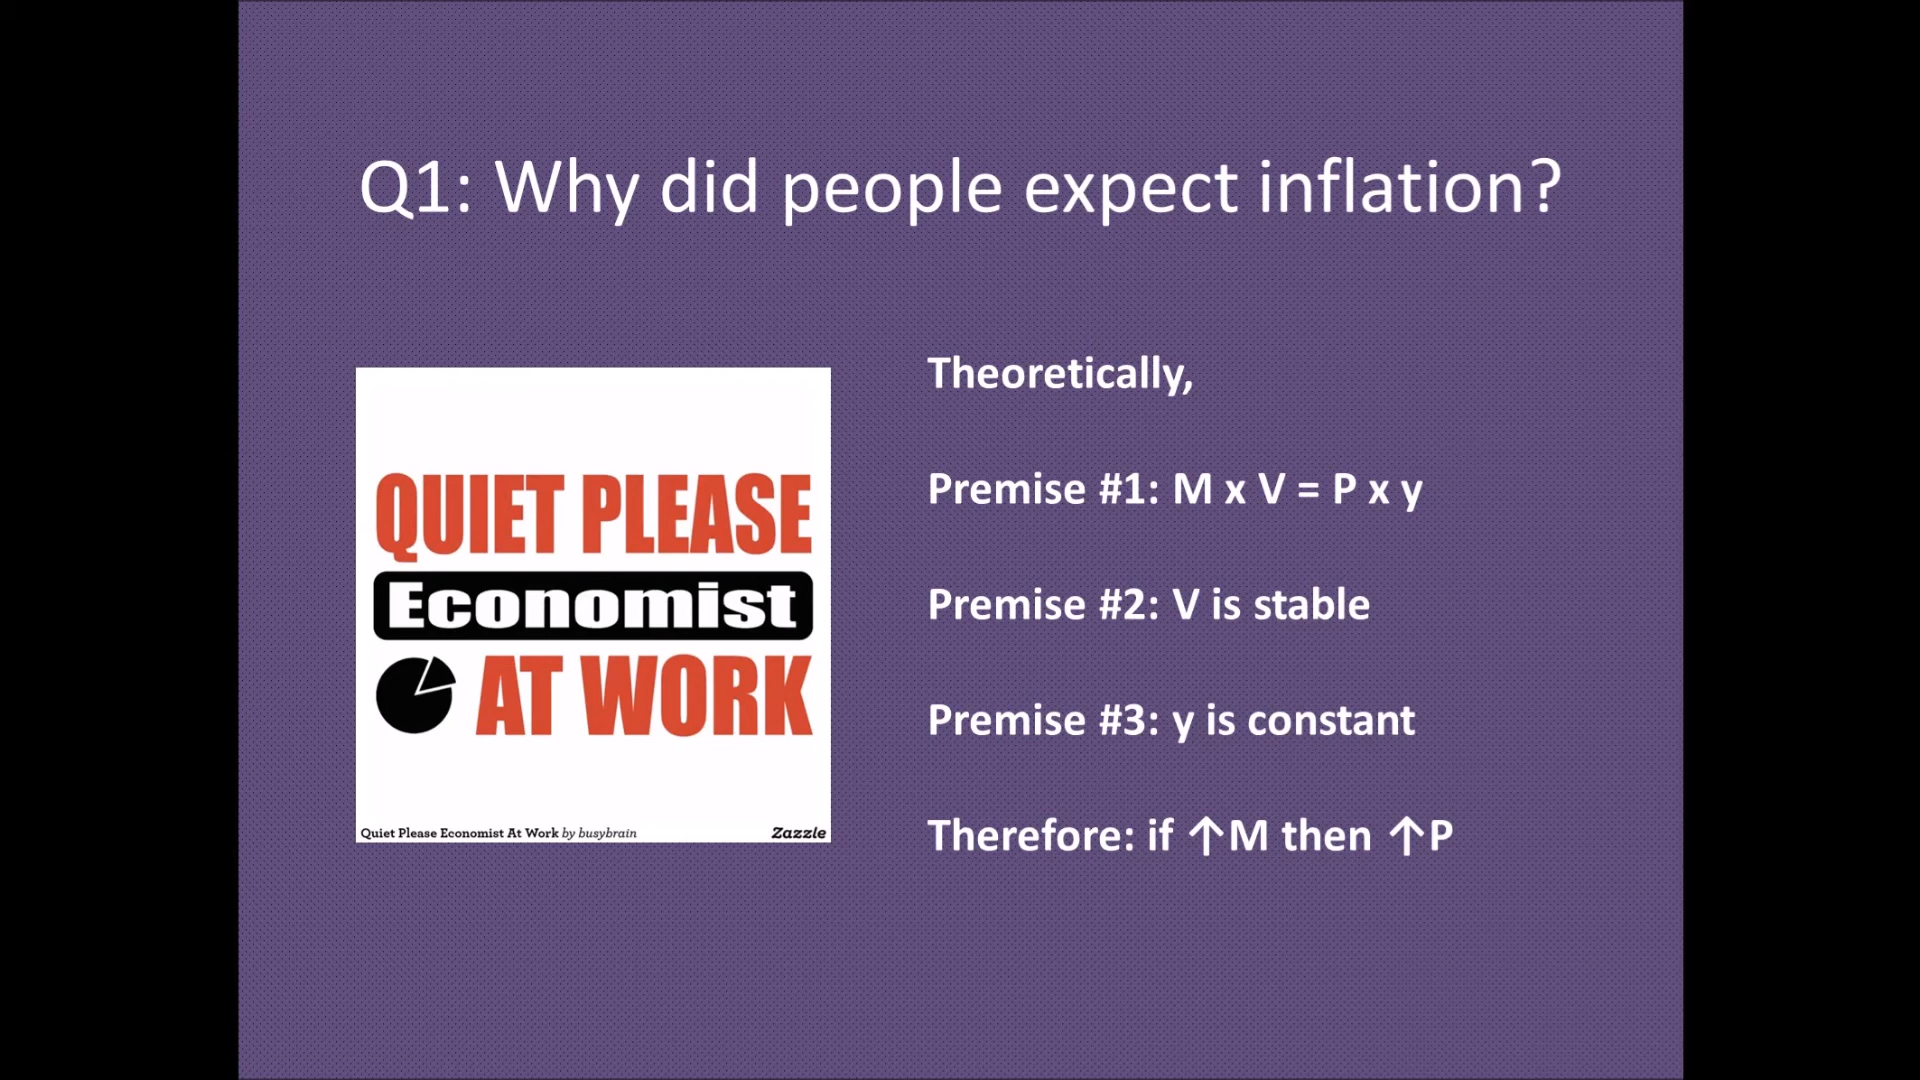 Q1: Why did people expect inflation?
QUIET PLEASE
Economist
AT WORK
Quiet Please Economist At Work by busybrain
Zazzle
Theoretically,
Premise #1: M x V = P x y
Premise #2: V is stable
Premise #3: y is constant
Therefore: if ↑M then ↑P